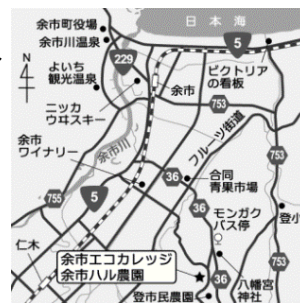 日本海
余市町役場
余市川温泉
5
229
よいち
観光温泉
ビクトリア
の看板
ニッカ
ウヰスキー
余市
753
余市川
フルーツ街道
余市
ワイナリー
36
合同
青果市場
753
755
5
36
モンガク
バス停
登小
仁木
余市エコカレッジ
余市ハル農園
八幡宮
神社
登市民農園
36